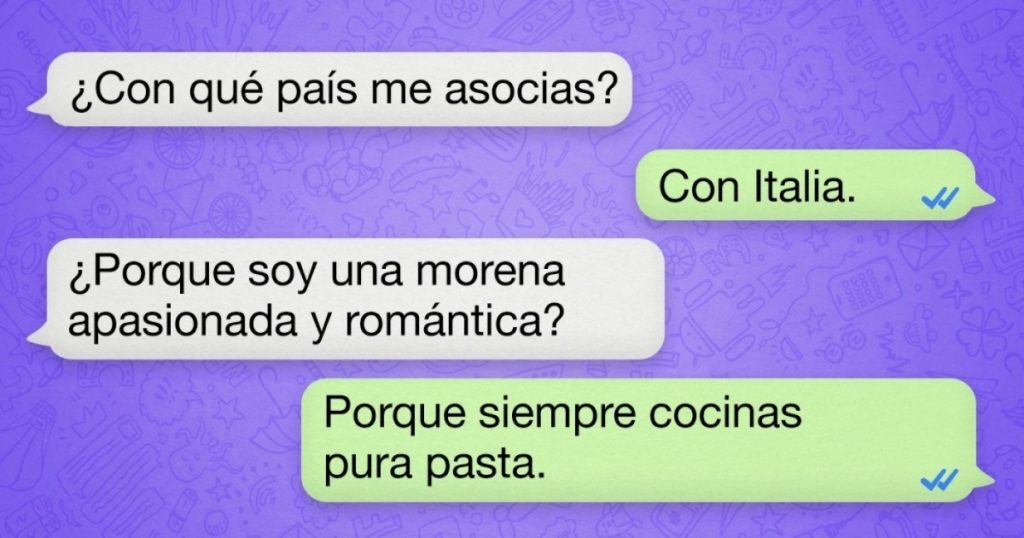 ¿Con qué país me asocias?
Con Italia.
¿Porque soy una morena
apasionada y romántica?
Porque siempre cocinas
pura pasta.